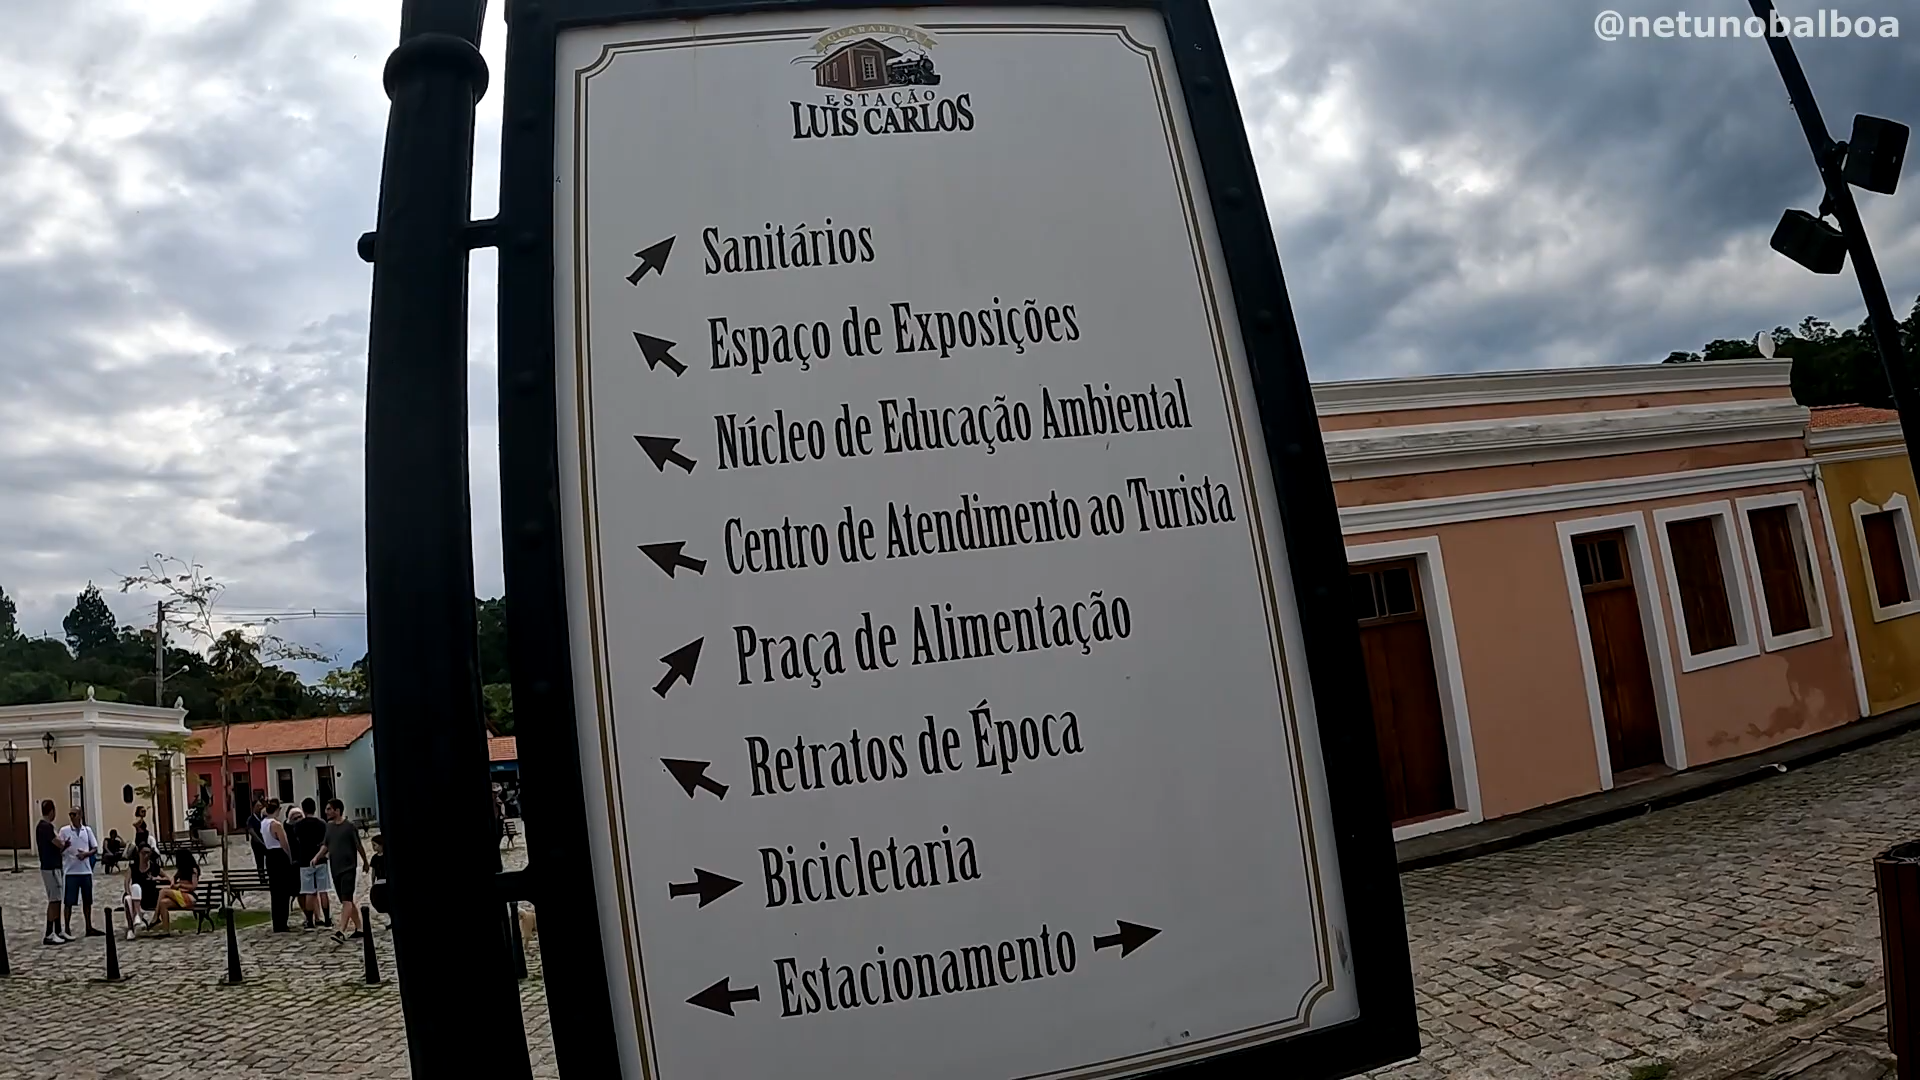 @netunobalboa
GUARAREMA
ESTAÇÃO
LUÍS CARLOS
Sanitários
Espaço de Exposições
Núcleo de Educação Ambiental
Centro de Atendimento ao Turista
Praça de Alimentação
Retratos de Época
Bicicletaria
Estacionamento